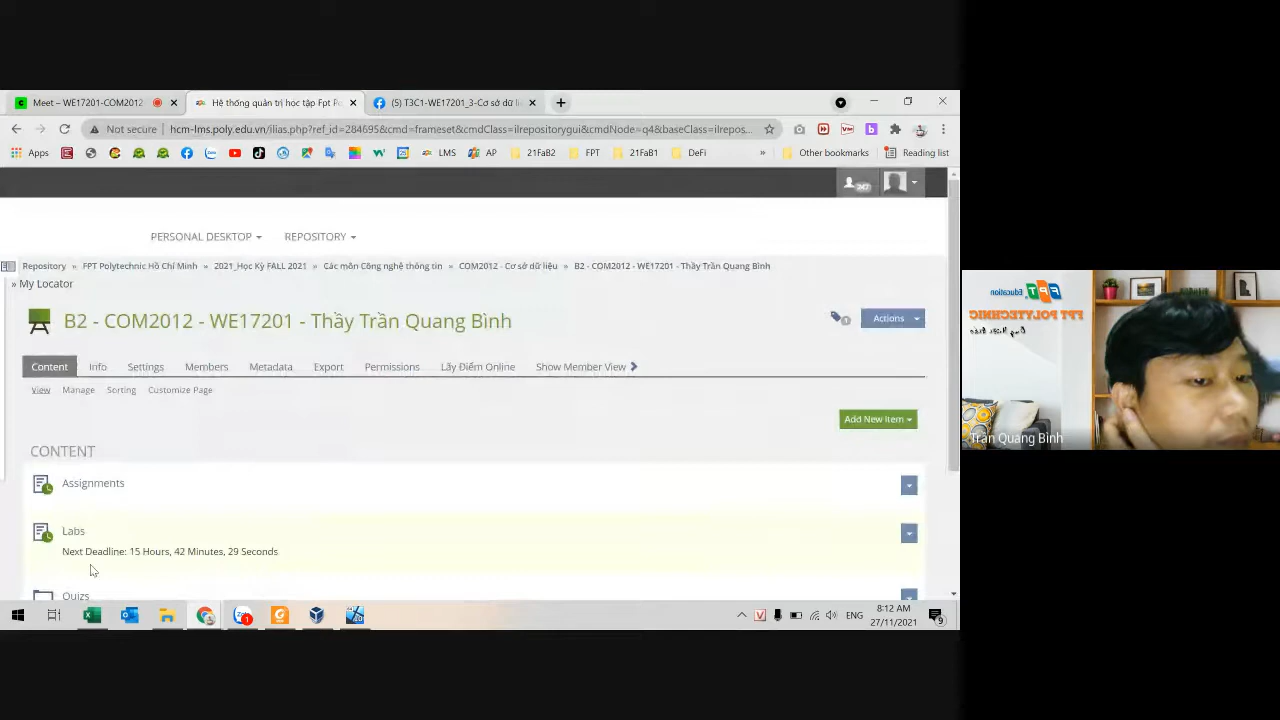 Meet – WE17201-COM2012
Hệ thống quản trị học tập Fpt Po
(5) T3C1-WE17201_3-Cơ sở dữ li
Not secure
hcm-lms.poly.edu.vn/ilias.php?ref_id=284695&cmd=frameset&cmdClass=ilrepositorygui&cmdNode=q4&baseClass=ilrepos...
Apps
LMS
AP
21FaB2
FPT
21FaB1
DeFi
»
Other bookmarks
Reading list
247
PERSONAL DESKTOP
REPOSITORY
Repository » FPT Polytechnic Hồ Chí Minh » 2021_Học Kỳ FALL 2021 » Các môn Công nghệ thông tin » COM2012 - Cơ sở dữ liệu » B2 - COM2012 - WE17201 - Thầy Trần Quang Bình
» My Locator
B2 - COM2012 - WE17201 - Thầy Trần Quang Bình
Actions
Content
Info
Settings
Members
Metadata
Export
Permissions
Lấy Điểm Online
Show Member View
View
Manage
Sorting
Customize Page
Add New Item
CONTENT
Assignments
Labs
Next Deadline: 15 Hours, 42 Minutes, 29 Seconds
Quizs
ENG
8:12 AM
27/11/2021
FPT Education
FPT POLYTECHNIC
Trần Quang Bình